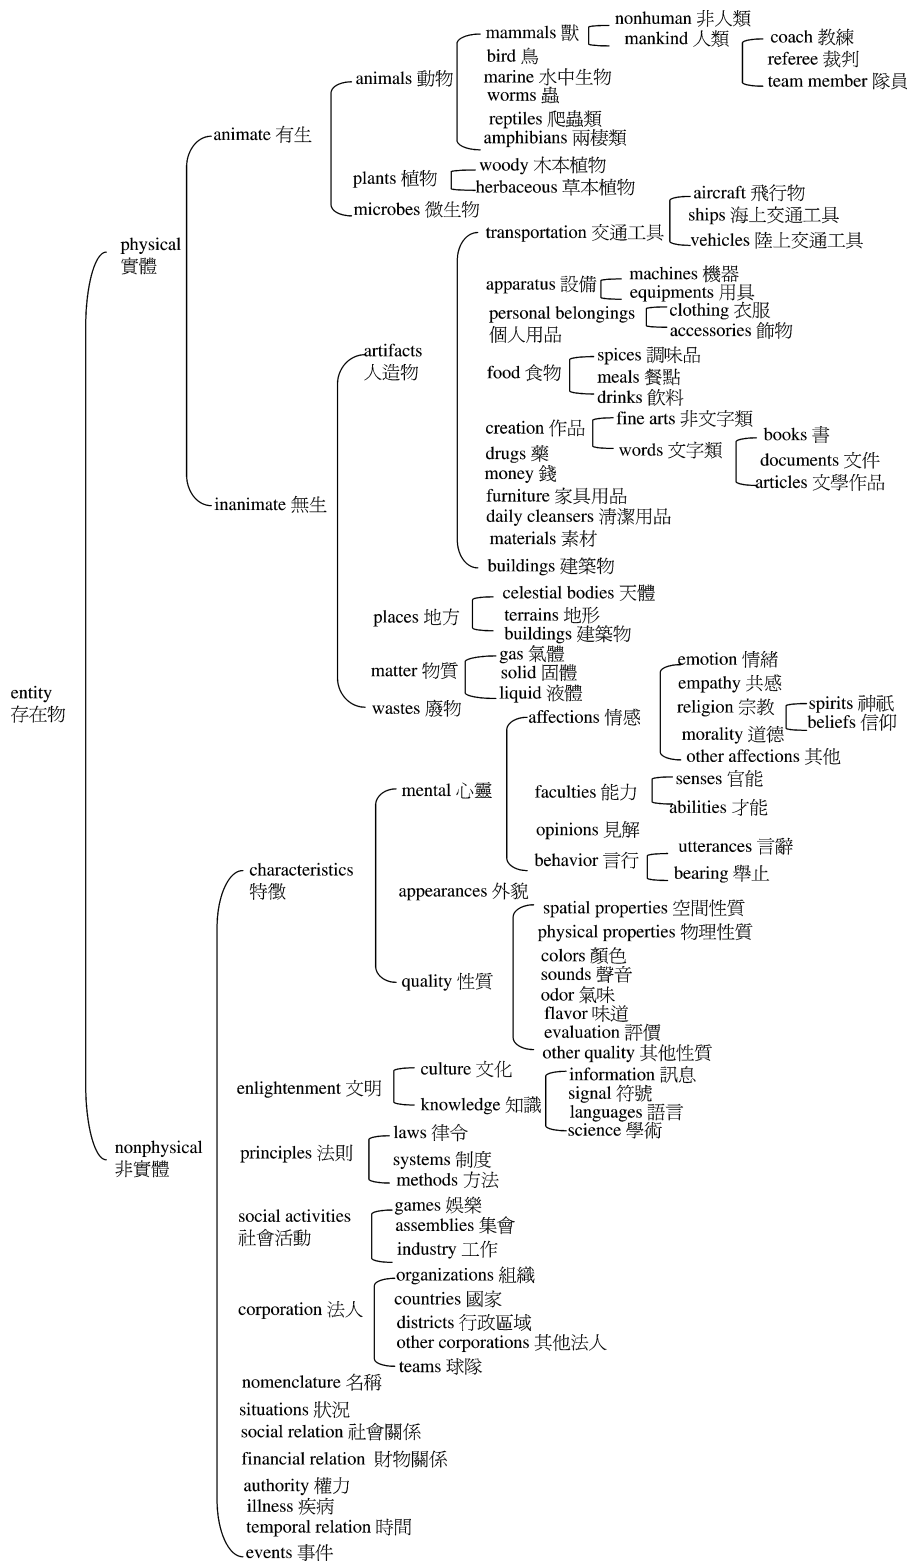 nonhuman 非人類
mammals 獸
mankind 人類
coach 教練
referee 裁判
team member 隊員
bird 鳥
marine 水中生物
animals 動物
worms 蟲
reptiles 爬蟲類
amphibians 兩棲類
animate 有生
woody 木本植物
plants 植物
herbaceous 草本植物
microbes 微生物
aircraft 飛行物
ships 海上交通工具
transportation 交通工具
vehicles 陸上交通工具
physical
實體
machines 機器
apparatus 設備
equipments 用具
personal belongings
個人用品
clothing 衣服
accessories 飾物
artifacts
人造物
spices 調味品
food 食物
meals 餐點
drinks 飲料
fine arts 非文字類
creation 作品
words 文字類
books 書
documents 文件
articles 文學作品
drugs 藥
money 錢
furniture 家具用品
inanimate 無生
daily cleansers 清潔用品
materials 素材
buildings 建築物
celestial bodies 天體
places 地方
terrains 地形
buildings 建築物
gas 氣體
matter 物質
solid 固體
liquid 液體
wastes 廢物
entity
存在物
emotion 情緒
empathy 共感
religion 宗教
spirits 神祇
beliefs 信仰
affections 情感
morality 道德
other affections 其他
mental 心靈
senses 官能
faculties 能力
abilities 才能
opinions 見解
utterances 言辭
behavior 言行
bearing 舉止
characteristics
特徵
appearances 外貌
spatial properties 空間性質
physical properties 物理性質
colors 顏色
sounds 聲音
quality 性質
odor 氣味
flavor 味道
evaluation 評價
other quality 其他性質
culture 文化
enlightenment 文明
knowledge 知識
information 訊息
signal 符號
languages 語言
science 學術
nonphysical
非實體
laws 律令
principles 法則
systems 制度
methods 方法
games 娛樂
social activities
社會活動
assemblies 集會
industry 工作
organizations 組織
countries 國家
corporation 法人
districts 行政區域
other corporations 其他法人
teams 球隊
nomenclature 名稱
situations 狀況
social relation 社會關係
financial relation 財物關係
authority 權力
illness 疾病
temporal relation 時間
events 事件